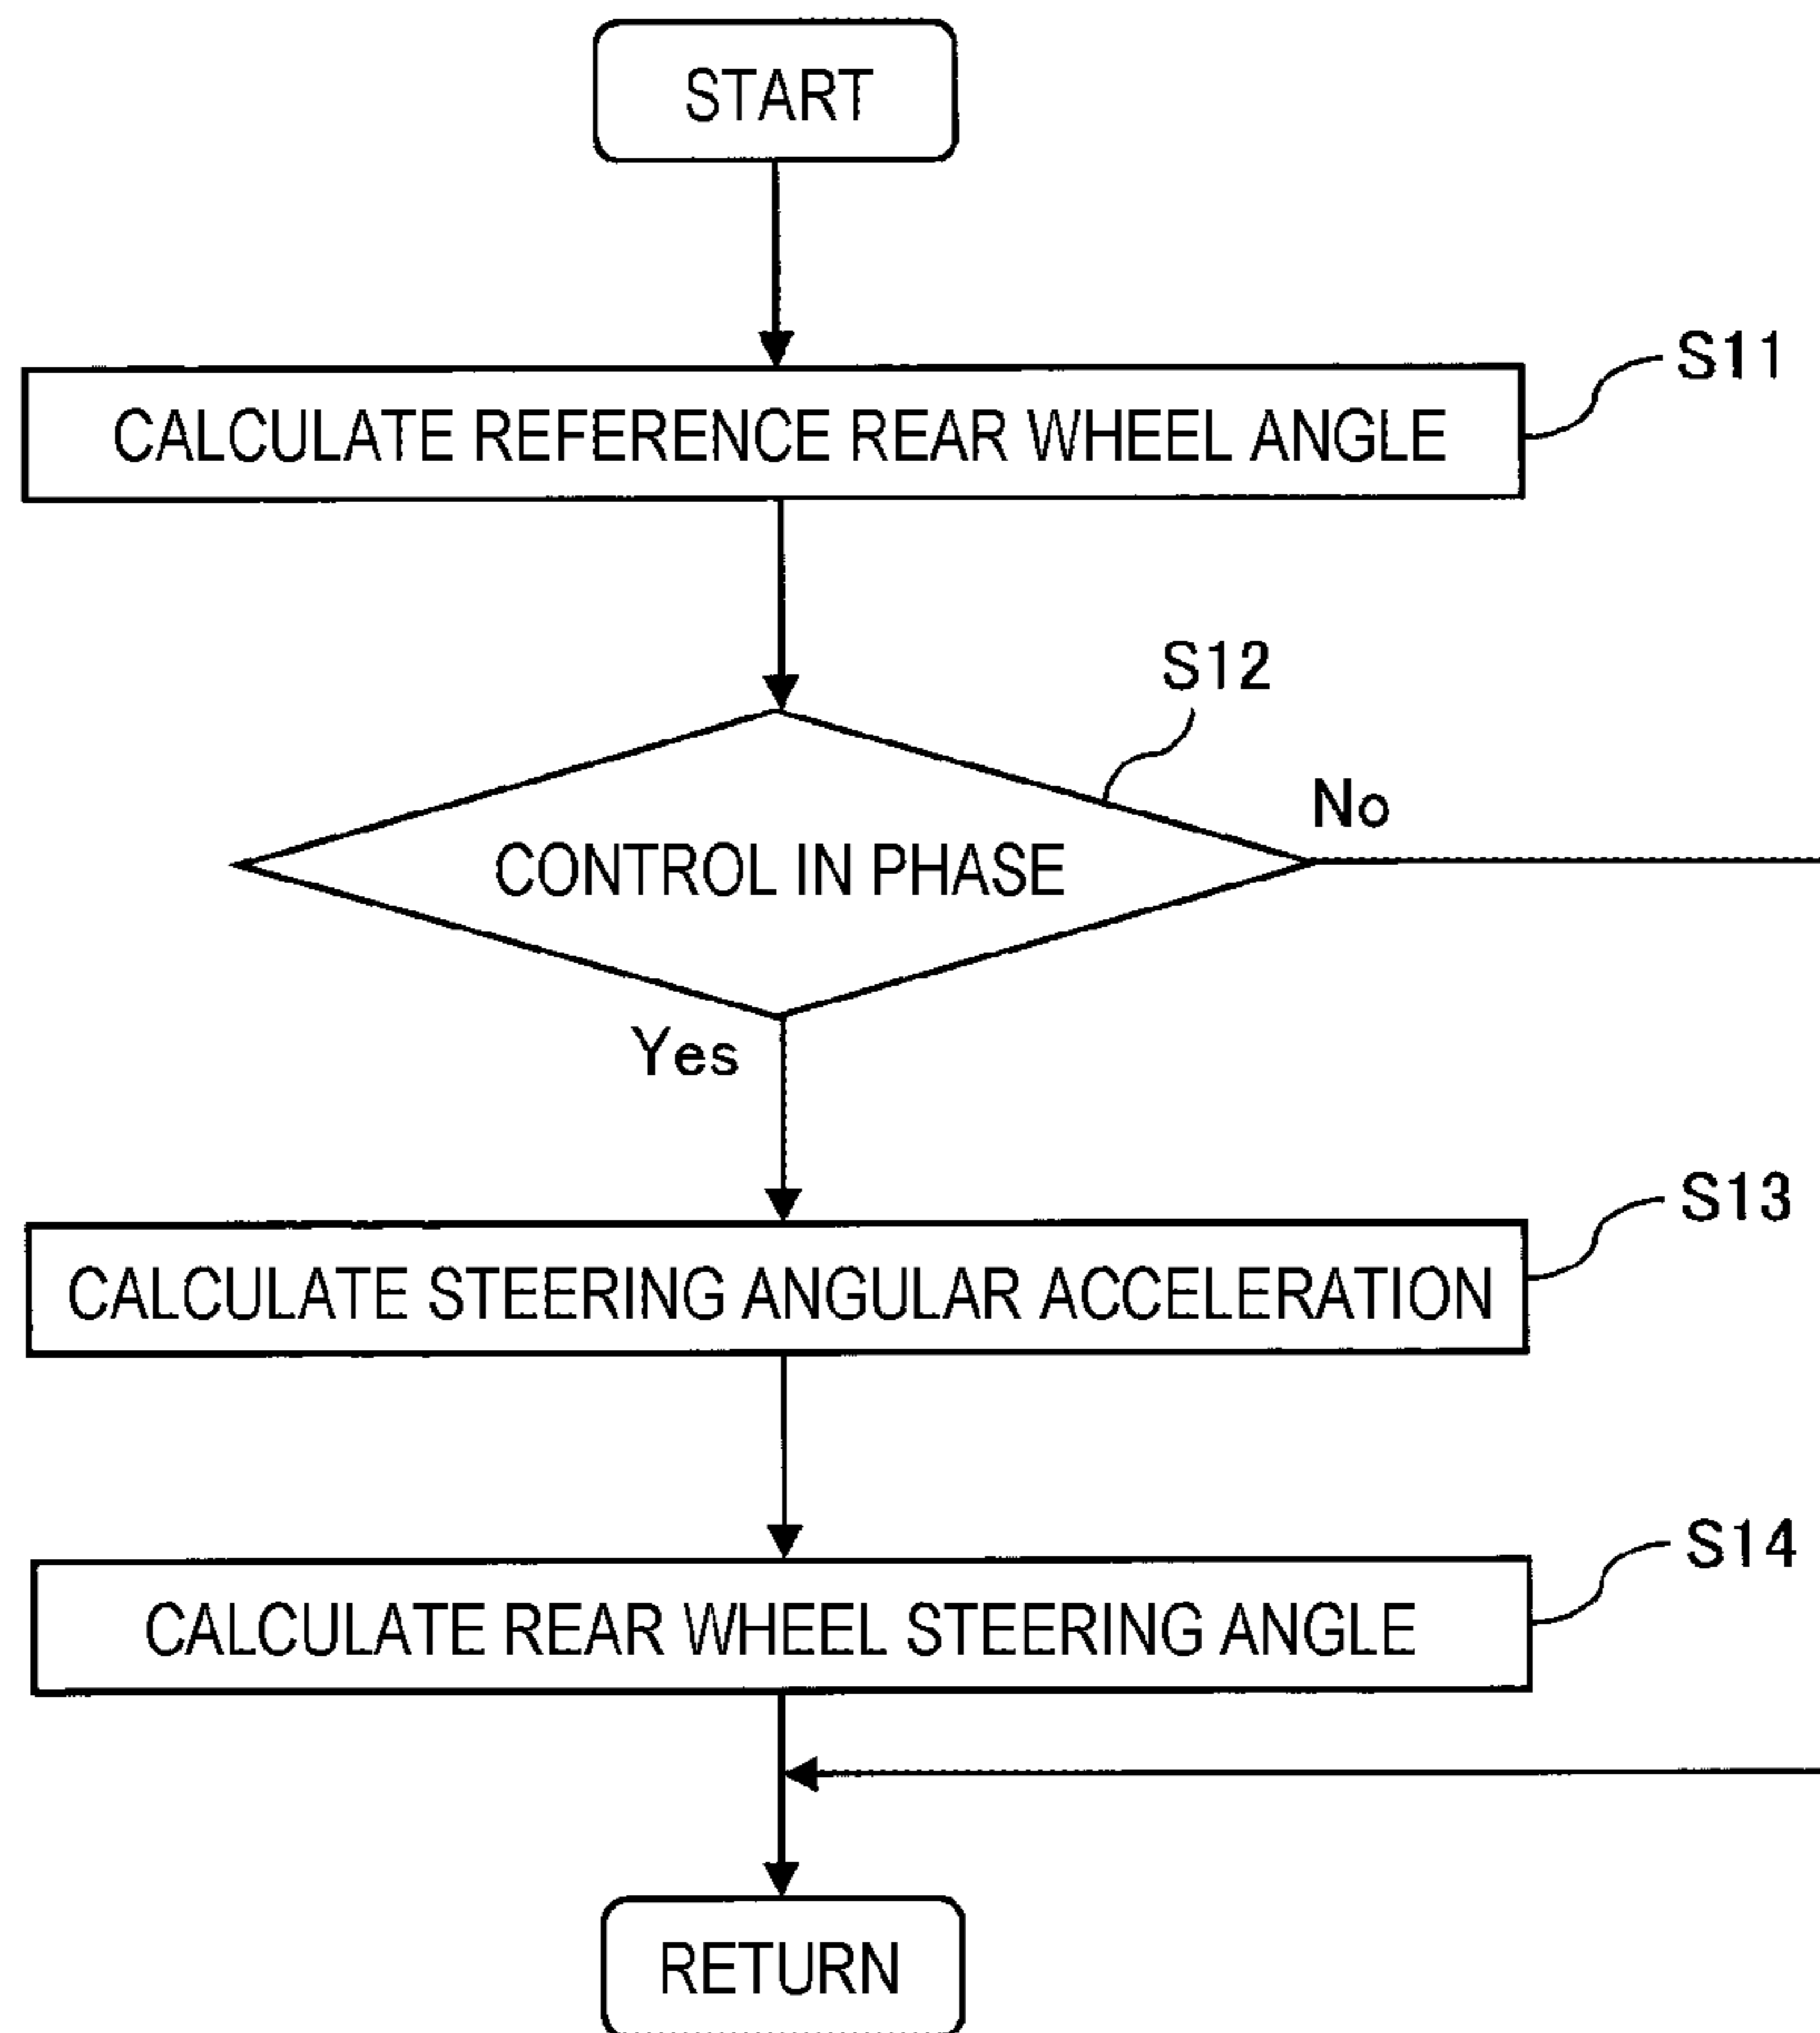 START
S11
CALCULATE REFERENCE REAR WHEEL ANGLE
S12
No
CONTROL IN PHASE
Yes
S13
CALCULATE STEERING ANGULAR ACCELERATION
S14
CALCULATE REAR WHEEL STEERING ANGLE
RETURN